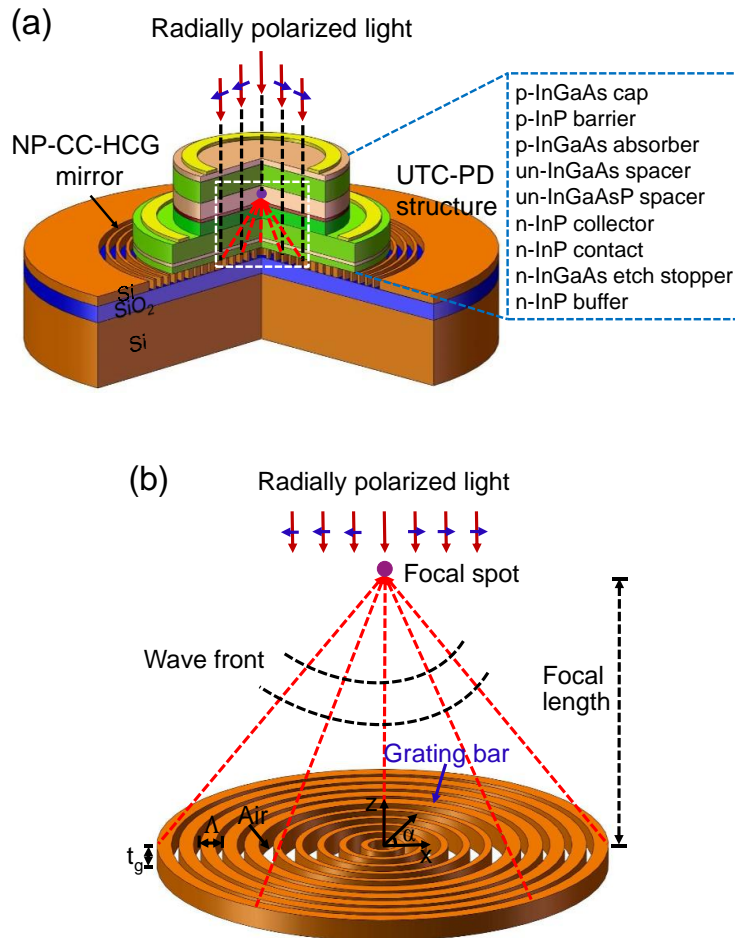 (a)
Radially polarized light
NP-CC-HCG
mirror
UTC-PD
structure
p-InGaAs cap
p-InP barrier
p-InGaAs absorber
un-InGaAs spacer
un-InGaAsP spacer
n-InP collector
n-InP contact
n-InGaAs etch stopper
n-InP buffer
Si
SiO2
Si
(b)
Radially polarized light
Focal spot
Wave front
Focal
length
Grating bar
Λ
Air
z
α
x
tg